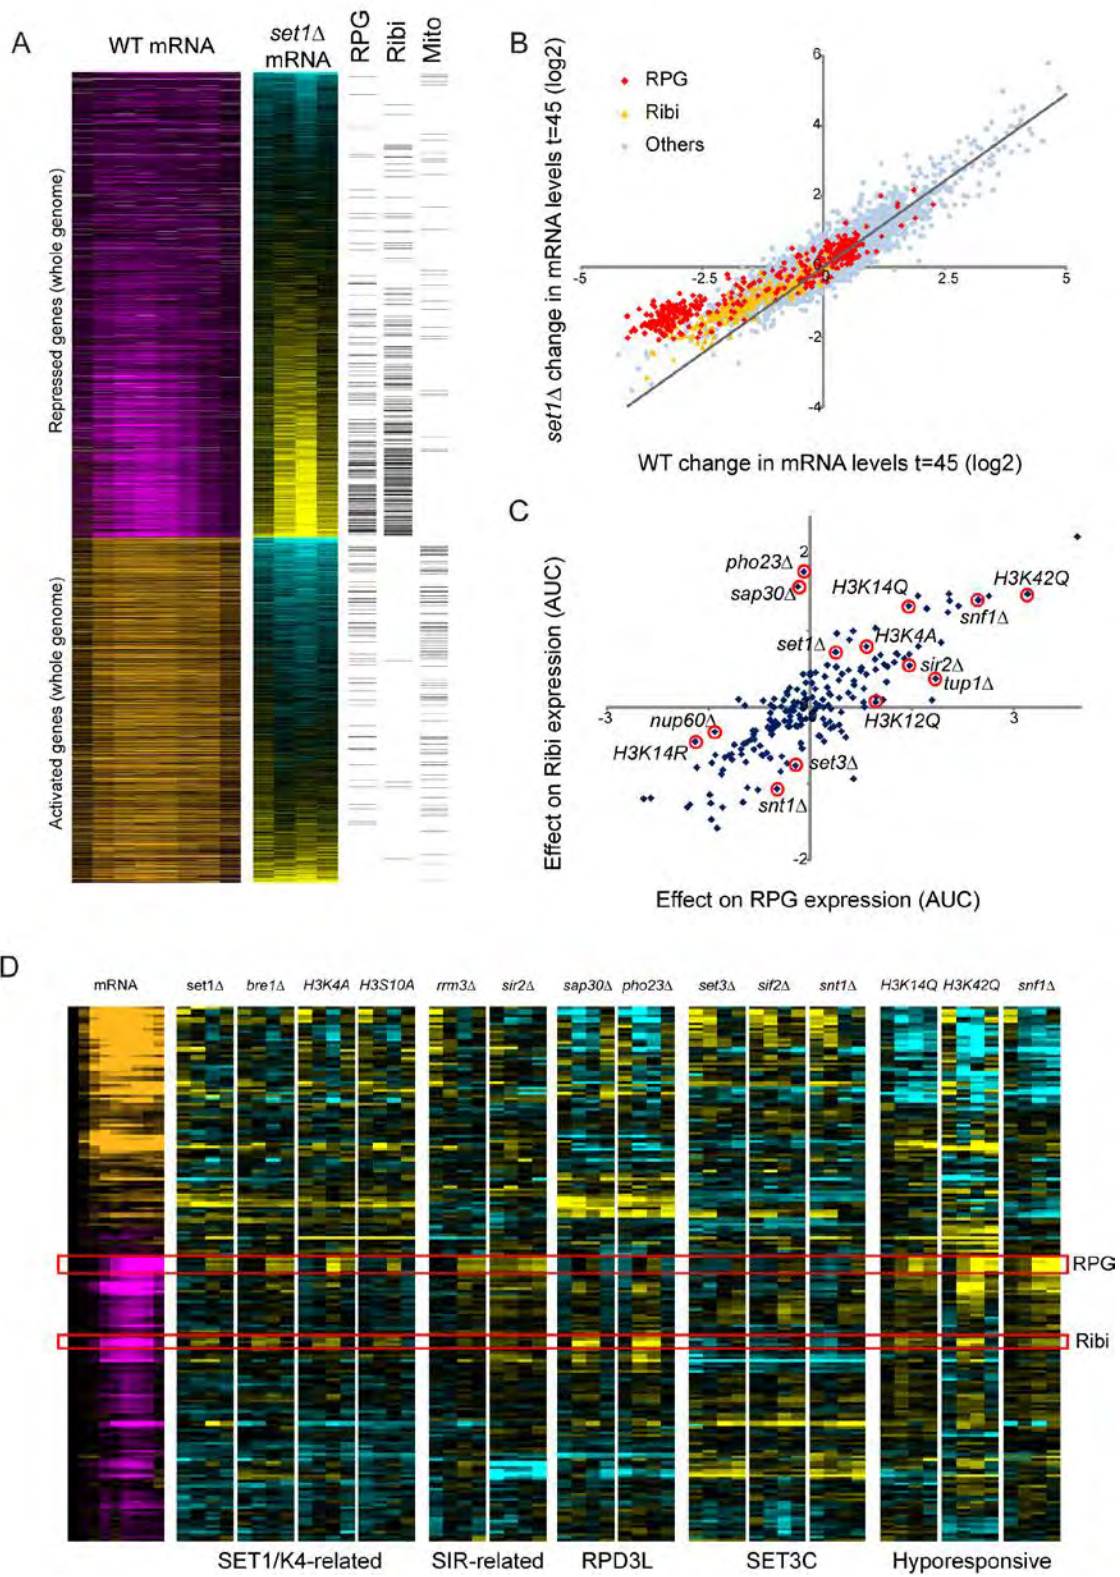 A
WT mRNA
set1Δ
mRNA
RPG
Ribi
Mito
Repressed genes (whole genome)
Activated genes (whole genome)
B
set1Δ change in mRNA levels t=45 (log2)
RPG
Ribi
Others
6
4
2
0
-5
-2.5
0
2.5
5
-2
-4
WT change in mRNA levels t=45 (log2)
C
Effect on Ribi expression (AUC)
2
pho23Δ
sap30Δ
H3K14Q
H3K42Q
snf1Δ
set1Δ
H3K4A
sir2Δ
tup1Δ
-3
3
H3K12Q
nup60Δ
H3K14R
set3Δ
snt1Δ
-2
Effect on RPG expression (AUC)
D
mRNA set1Δ bre1Δ H3K4A H3S10A rrm3Δ sir2Δ sap30Δ pho23Δ set3Δ sif2Δ snt1Δ H3K14Q H3K42Q snf1Δ
RPG
Ribi
SET1/K4-related SIR-related RPD3L SET3C Hyporesponsive